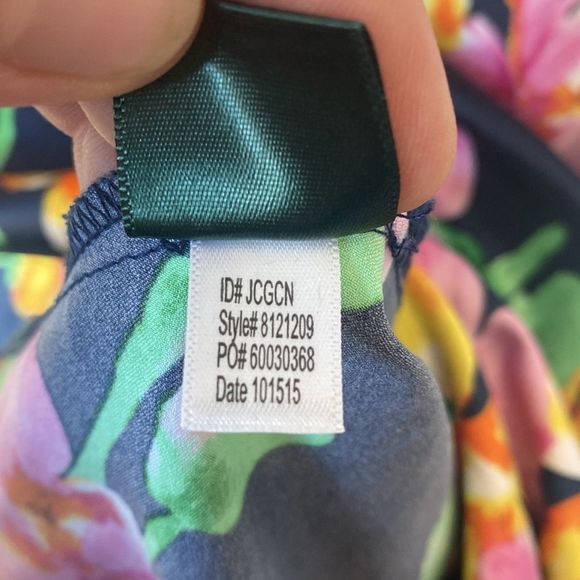 ID# JCGCN
Style# 8121209
PO# 60030368
Date 101515